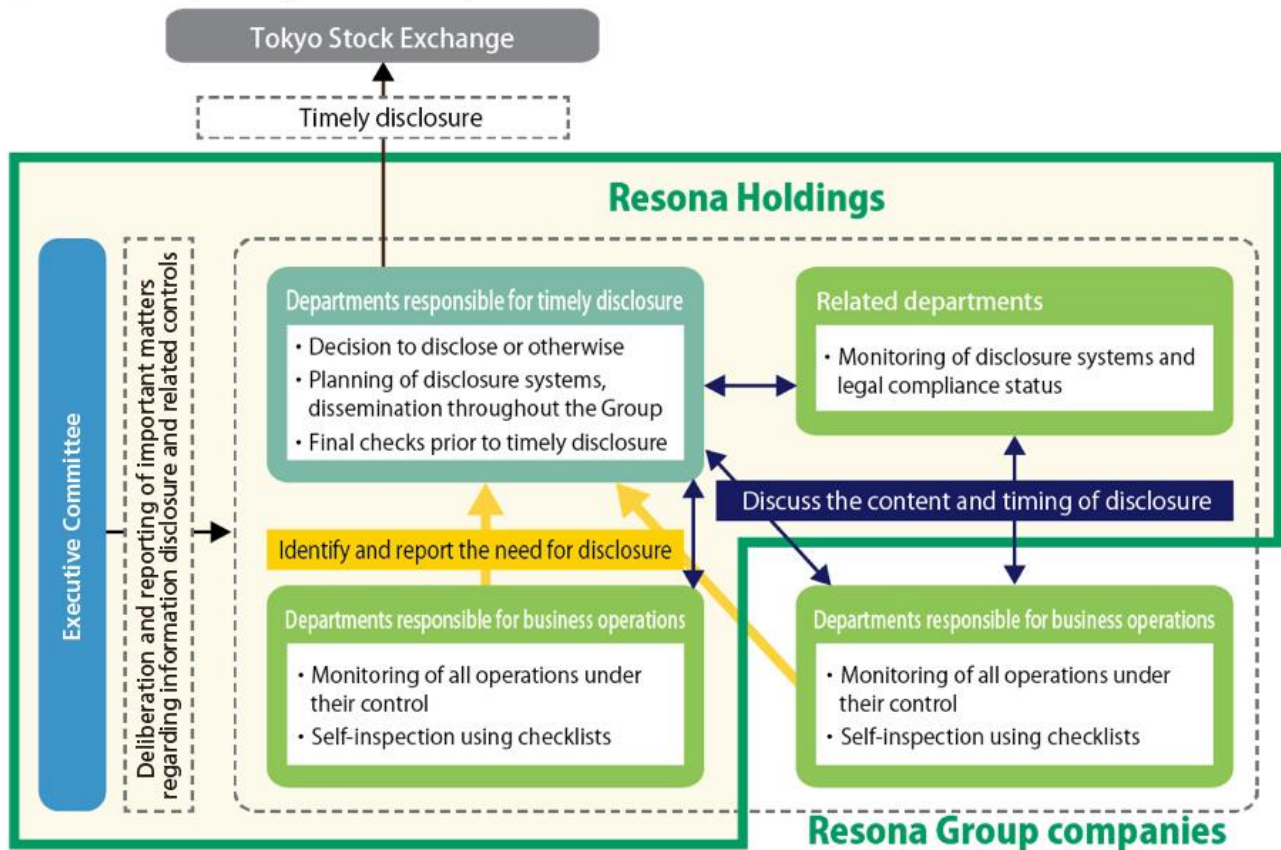 Tokyo Stock Exchange
Timely disclosure
Resona Holdings
Executive Committee
Deliberation and reporting of important matters
regarding information disclosure and related controls
Departments responsible for timely disclosure
・Decision to disclose or otherwise
・Planning of disclosure systems,
dissemination throughout the Group
・Final checks prior to timely disclosure
Related departments
・Monitoring of disclosure systems and
legal compliance status
Discuss the content and timing of disclosure
Identify and report the need for disclosure
Departments responsible for business operations
・Monitoring of all operations under
their control
・Self-inspection using checklists
Departments responsible for business operations
・Monitoring of all operations under
their control
・Self-inspection using checklists
Resona Group companies